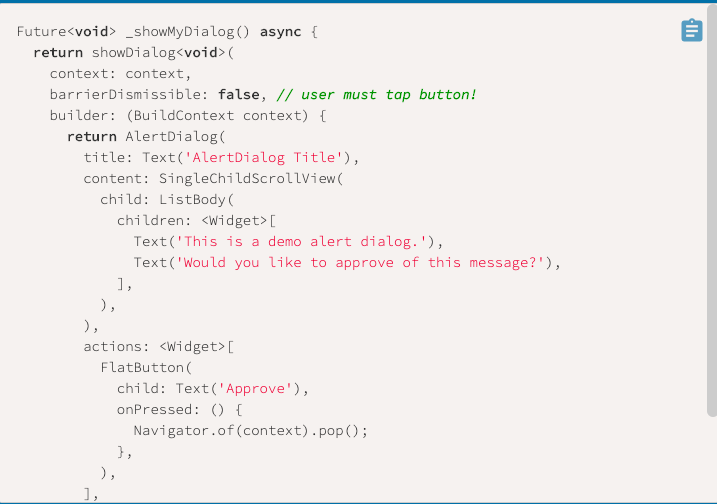 Future<void> _showMyDialog() async {
  return showDialog<void>(
    context: context,
    barrierDismissible: false, // user must tap button!
    builder: (BuildContext context) {
      return AlertDialog(
        title: Text('AlertDialog Title'),
        content: SingleChildScrollView(
          child: ListBody(
            children: <Widget>[
              Text('This is a demo alert dialog.'),
              Text('Would you like to approve of this message?'),
            ],
          ),
        ),
        actions: <Widget>[
          FlatButton(
            child: Text('Approve'),
            onPressed: () {
              Navigator.of(context).pop();
            },
          ),
        ],